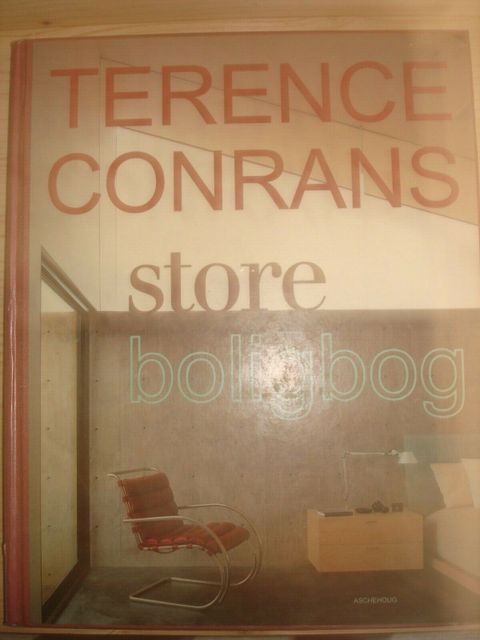 TERENCE
CONRANS
store
boligbog
ASCHEHOUG